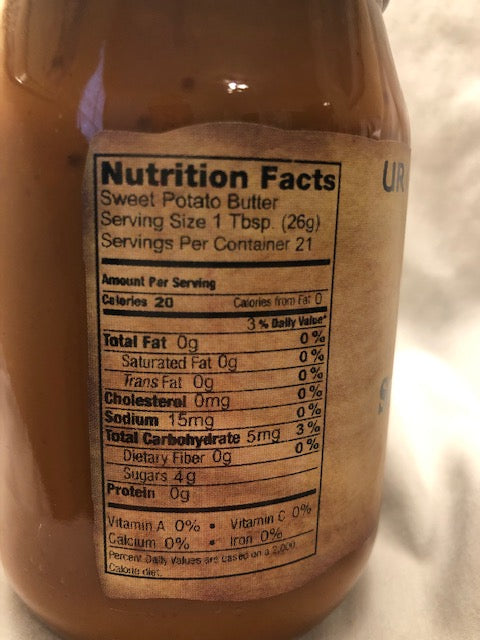 Nutrition Facts
Sweet Potato Butter
Serving Size 1 Tbsp. (26g)
Servings Per Container 21
Amount Per Serving
Calories 20 Calories from Fat 0
3 % Daily Value*
Total Fat 0g 0%
Saturated Fat 0g 0%
Trans Fat 0g 0%
Cholesterol 0mg 0%
Sodium 15mg 0%
Total Carbohydrate 5mg 3%
Dietary Fiber 0g 0%
Sugars 4g
Protein 0g
Vitamin A 0% • Vitamin C 0%
Calcium 0% • Iron 0%
Percent Daily Values are based on a 2,000
Calorie diet.
UR